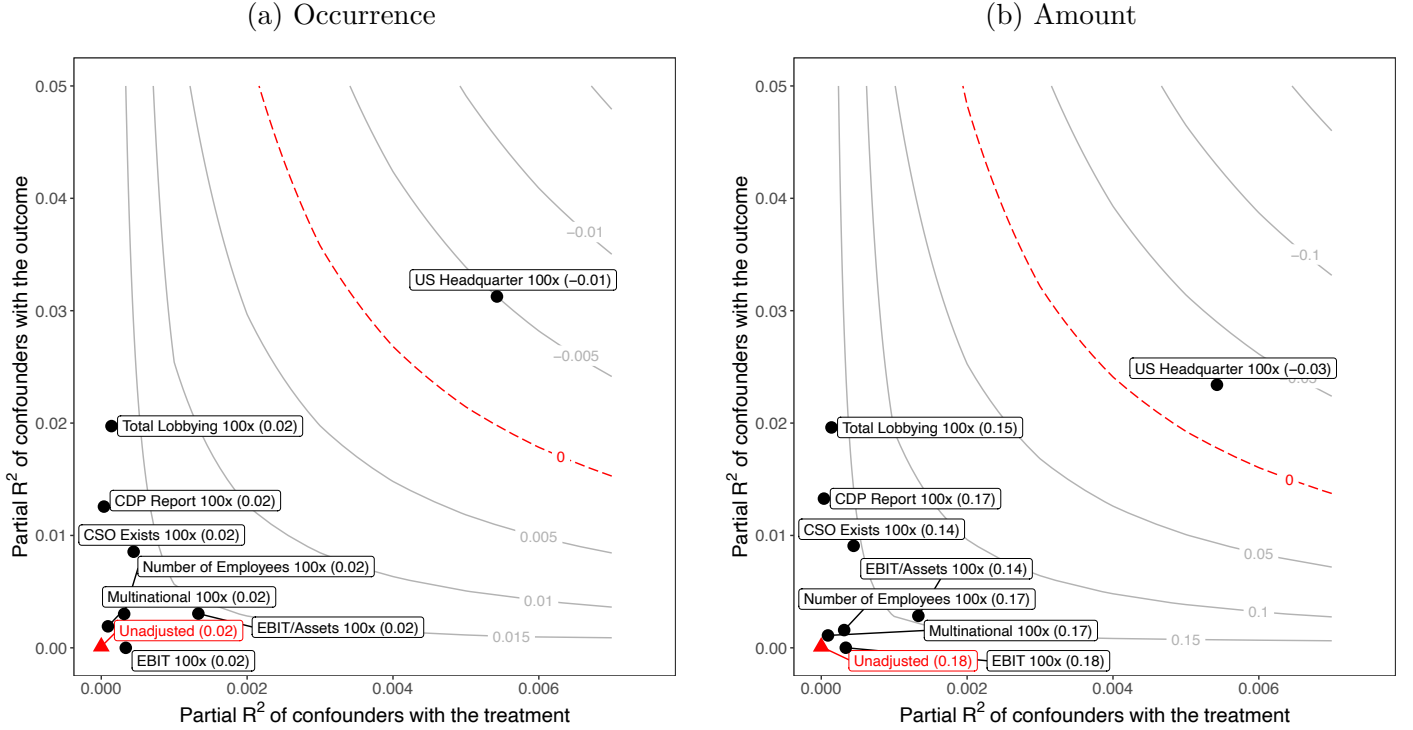 (a) Occurrence
0.05
0.04
0.03
0.02
0.01
0.00
Partial R² of confounders with the outcome
−0.01
US Headquarter 100x (−0.01)
−0.005
Total Lobbying 100x (0.02)
0
CDP Report 100x (0.02)
CSO Exists 100x (0.02)
0.005
Number of Employees 100x (0.02)
Multinational 100x (0.02)
0.01
EBIT/Assets 100x (0.02)
Unadjusted (0.02)
0.015
EBIT 100x (0.02)
0.000
0.002
0.004
0.006
Partial R² of confounders with the treatment
(b) Amount
0.05
0.04
0.03
0.02
0.01
0.00
Partial R² of confounders with the outcome
−0.1
US Headquarter 100x (−0.03)
Total Lobbying 100x (0.15)
0
CDP Report 100x (0.17)
CSO Exists 100x (0.14)
0.05
EBIT/Assets 100x (0.14)
Number of Employees 100x (0.17)
0.1
Multinational 100x (0.17)
0.15
Unadjusted (0.18)
EBIT 100x (0.18)
0.000
0.002
0.004
0.006
Partial R² of confounders with the treatment